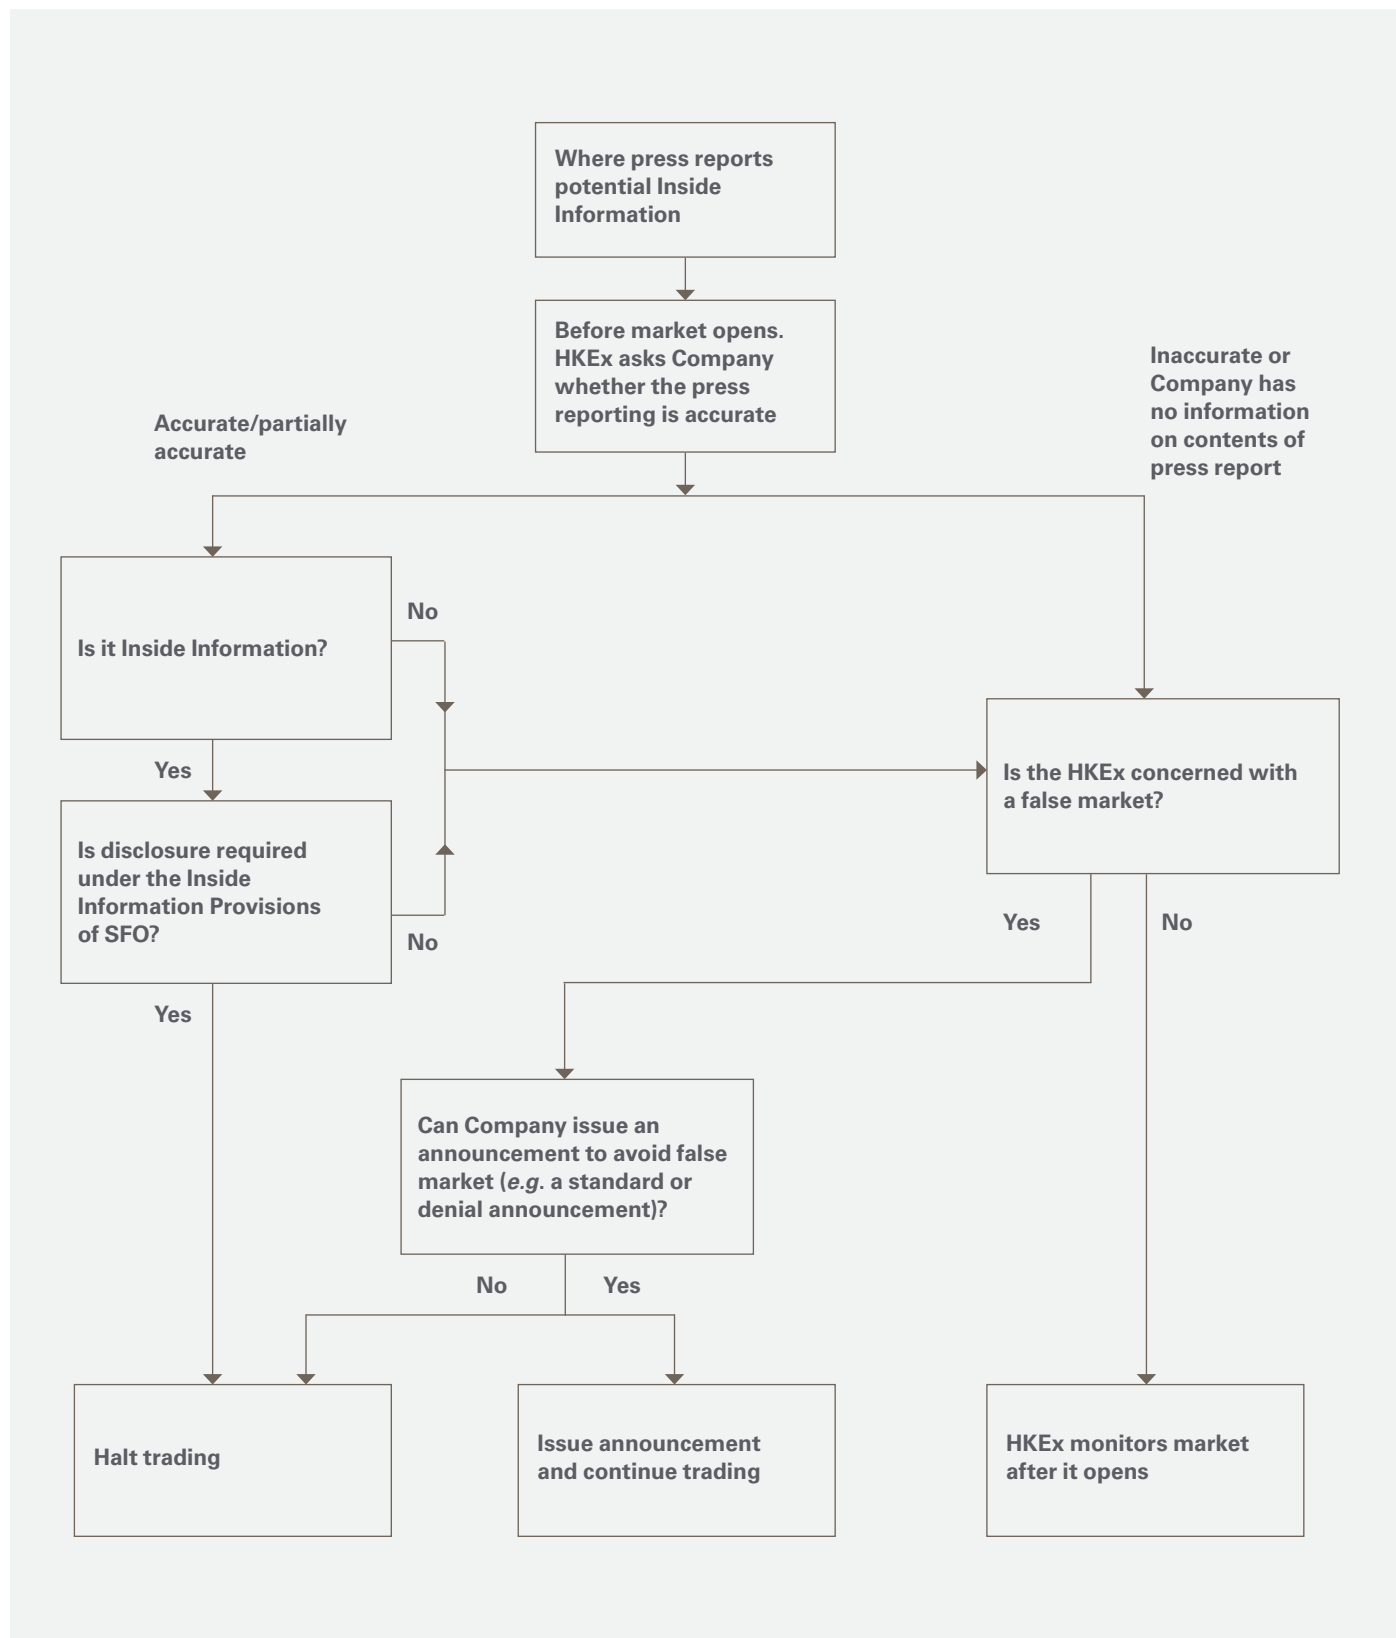 Where press reports
potential Inside
Information
Before market opens.
HKEx asks Company
whether the press
reporting is accurate
Accurate/partially
accurate
Inaccurate or
Company has
no information
on contents of
press report
Is it Inside Information?
No
Yes
Is disclosure required
under the Inside
Information Provisions
of SFO?
No
Yes
Is the HKEx concerned with
a false market?
Yes
No
Can Company issue an
announcement to avoid false
market (e.g. a standard or
denial announcement)?
No
Yes
Halt trading
Issue announcement
and continue trading
HKEx monitors market
after it opens